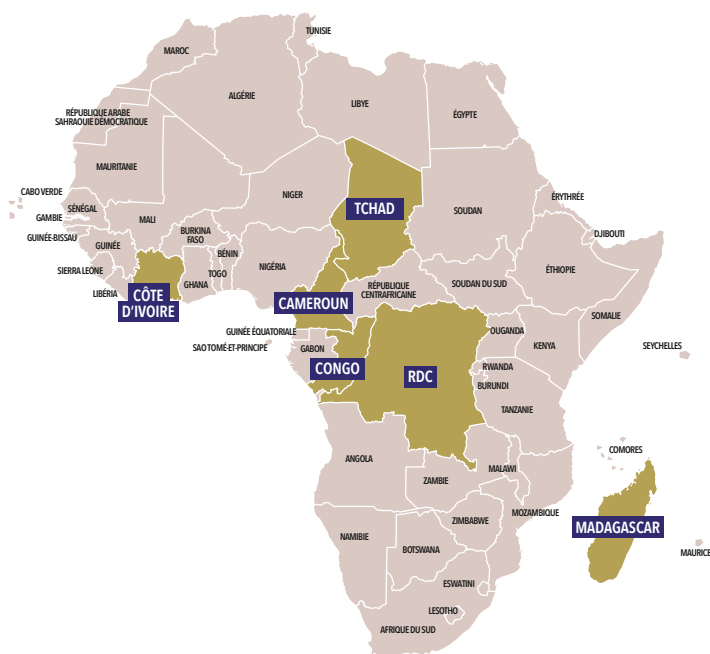 TUNISIE
MAROC
ALGÉRIE
LIBYE
ÉGYPTE
RÉPUBLIQUE ARABE
SAHRAOUIE DÉMOCRATIQUE
MAURITANIE
CABO VERDE
SÉNÉGAL
GAMBIE
GUINÉE-BISSAU
GUINÉE
SIERRA LEONE
LIBÉRIA
MALI
BURKINA
FASO
NIGER
TCHAD
SOUDAN
ÉRYTHRÉE
DJIBOUTI
CÔTE
D'IVOIRE
GHANA
TOGO
BÉNIN
NIGÉRIA
CAMEROUN
RÉPUBLIQUE
CENTRAFRICAINE
SOUDAN DU SUD
ÉTHIOPIE
SOMALIE
GUINÉE ÉQUATORIALE
SAO TOMÉ-ET-PRINCIPE
GABON
CONGO
RDC
OUGANDA
KENYA
RWANDA
BURUNDI
TANZANIE
SEYCHELLES
COMORES
ANGOLA
ZAMBIE
MALAWI
MOZAMBIQUE
MADAGASCAR
MAURICE
NAMIBIE
BOTSWANA
ZIMBABWE
ESWATINI
LESOTHO
AFRIQUE DU SUD